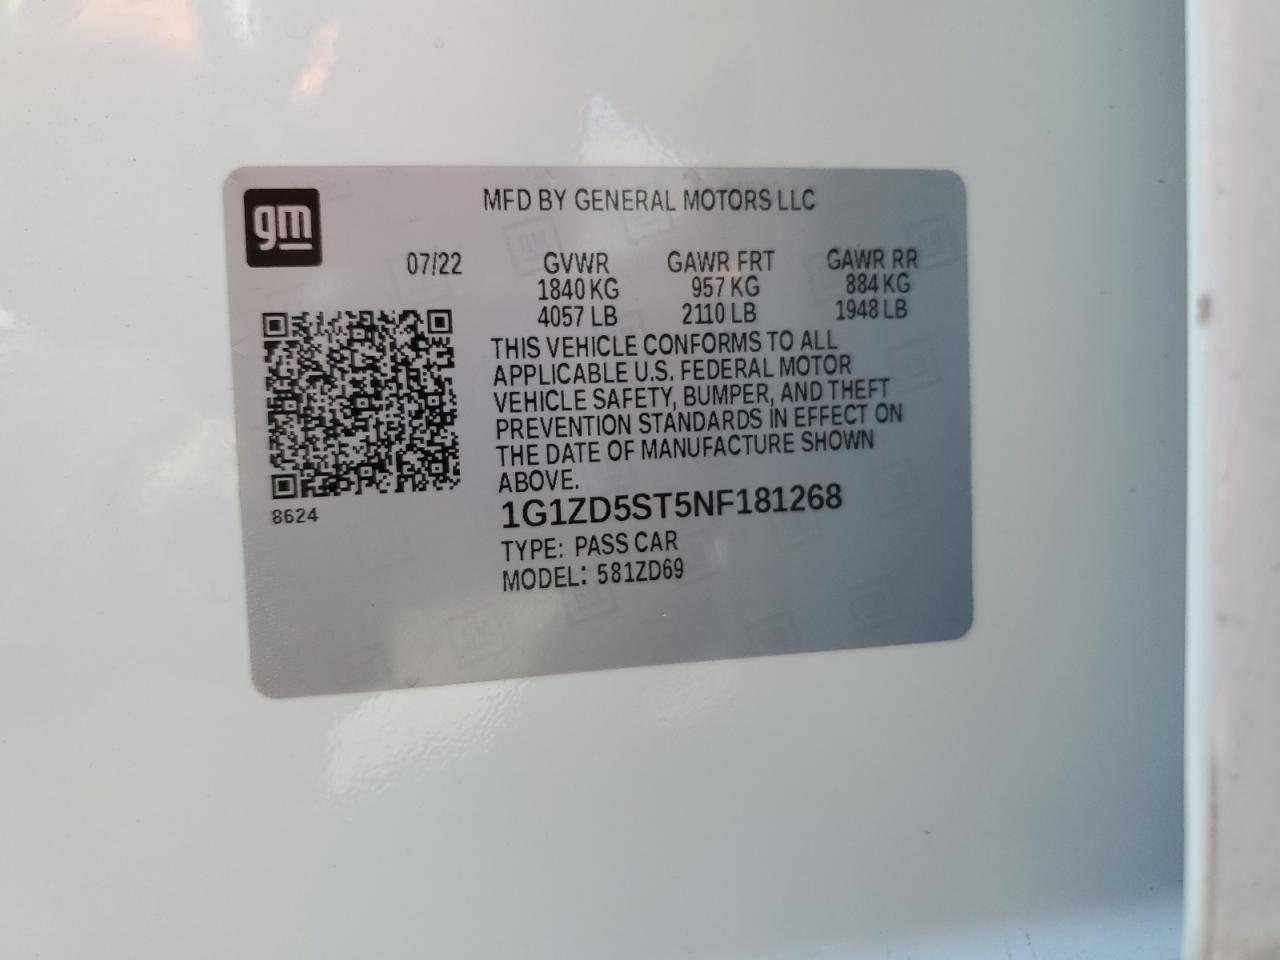 gm
MFD BY GENERAL MOTORS LLC
07/22 GVWR GAWR FRT GAWR RR
1840 KG 957 KG 884 KG
4057 LB 2110 LB 1948 LB
THIS VEHICLE CONFORMS TO ALL
APPLICABLE U.S. FEDERAL MOTOR
VEHICLE SAFETY, BUMPER, AND THEFT
PREVENTION STANDARDS IN EFFECT ON
THE DATE OF MANUFACTURE SHOWN
ABOVE.
8624
1G1ZD5ST5NF181268
TYPE: PASS CAR
MODEL: 581ZD69